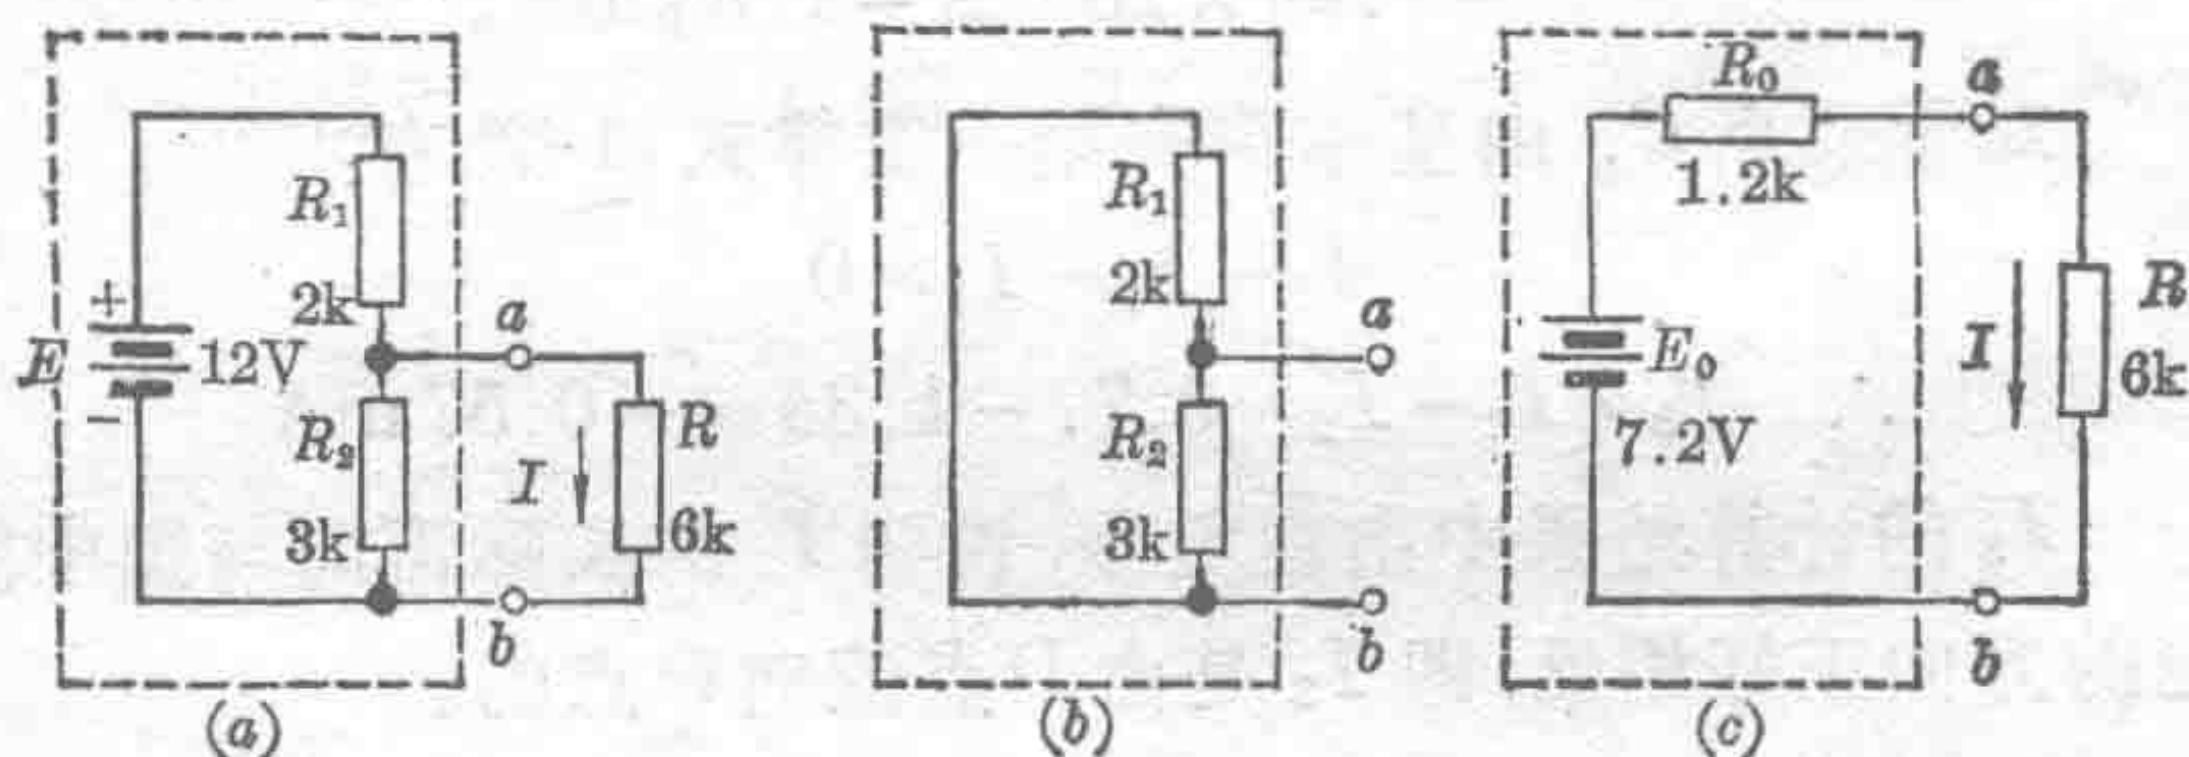 R₁
2k
+
E
12V
−
a
R₂
3k
I
R
6k
b
(a)
R₁
2k
a
R₂
3k
b
(b)
R₀
1.2k
a
E₀
7.2V
I
R
6k
b
(c)